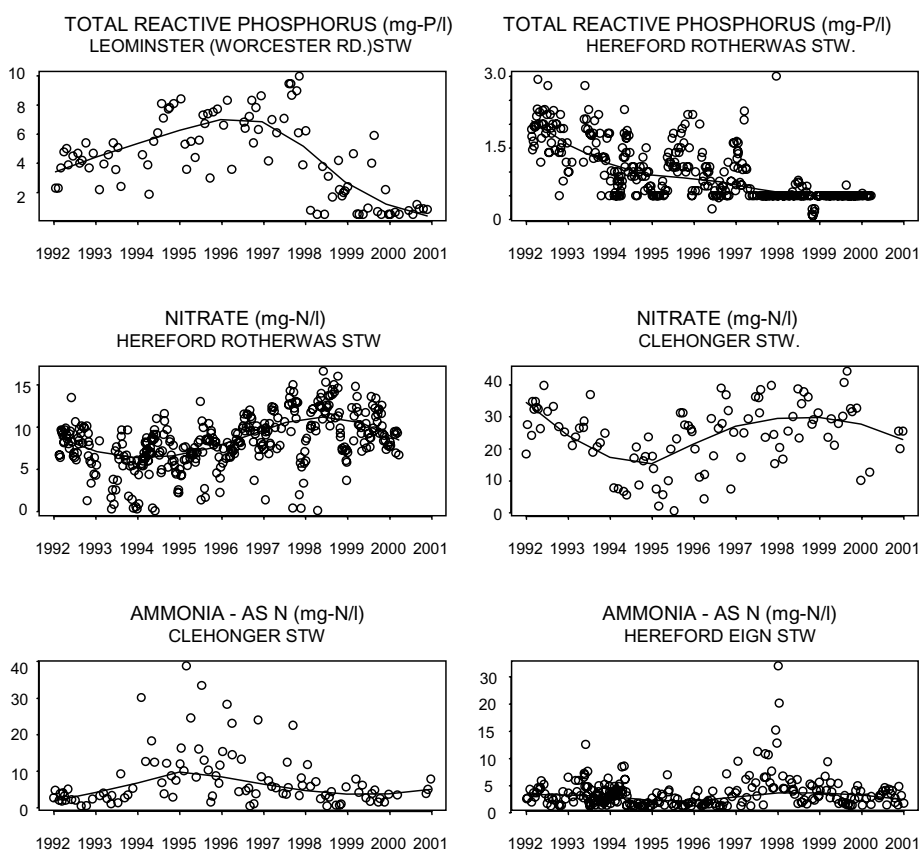 TOTAL REACTIVE PHOSPHORUS (mg-P/l)
LEOMINSTER (WORCESTER RD.)STW
10
8
6
4
2
1992 1993 1994 1995 1996 1997 1998 1999 2000 2001
TOTAL REACTIVE PHOSPHORUS (mg-P/l)
HEREFORD ROTHERWAS STW.
3.0
1.5
0
1992 1993 1994 1995 1996 1997 1998 1999 2000 2001
NITRATE (mg-N/l)
HEREFORD ROTHERWAS STW
15
10
5
0
1992 1993 1994 1995 1996 1997 1998 1999 2000 2001
NITRATE (mg-N/l)
CLEHONGER STW.
40
30
20
10
0
1992 1993 1994 1995 1996 1997 1998 1999 2000 2001
AMMONIA - AS N (mg-N/l)
CLEHONGER STW
40
30
20
10
0
1992 1993 1994 1995 1996 1997 1998 1999 2000 2001
AMMONIA - AS N (mg-N/l)
HEREFORD EIGN STW
30
15
10
5
0
1992 1993 1994 1995 1996 1997 1998 1999 2000 2001